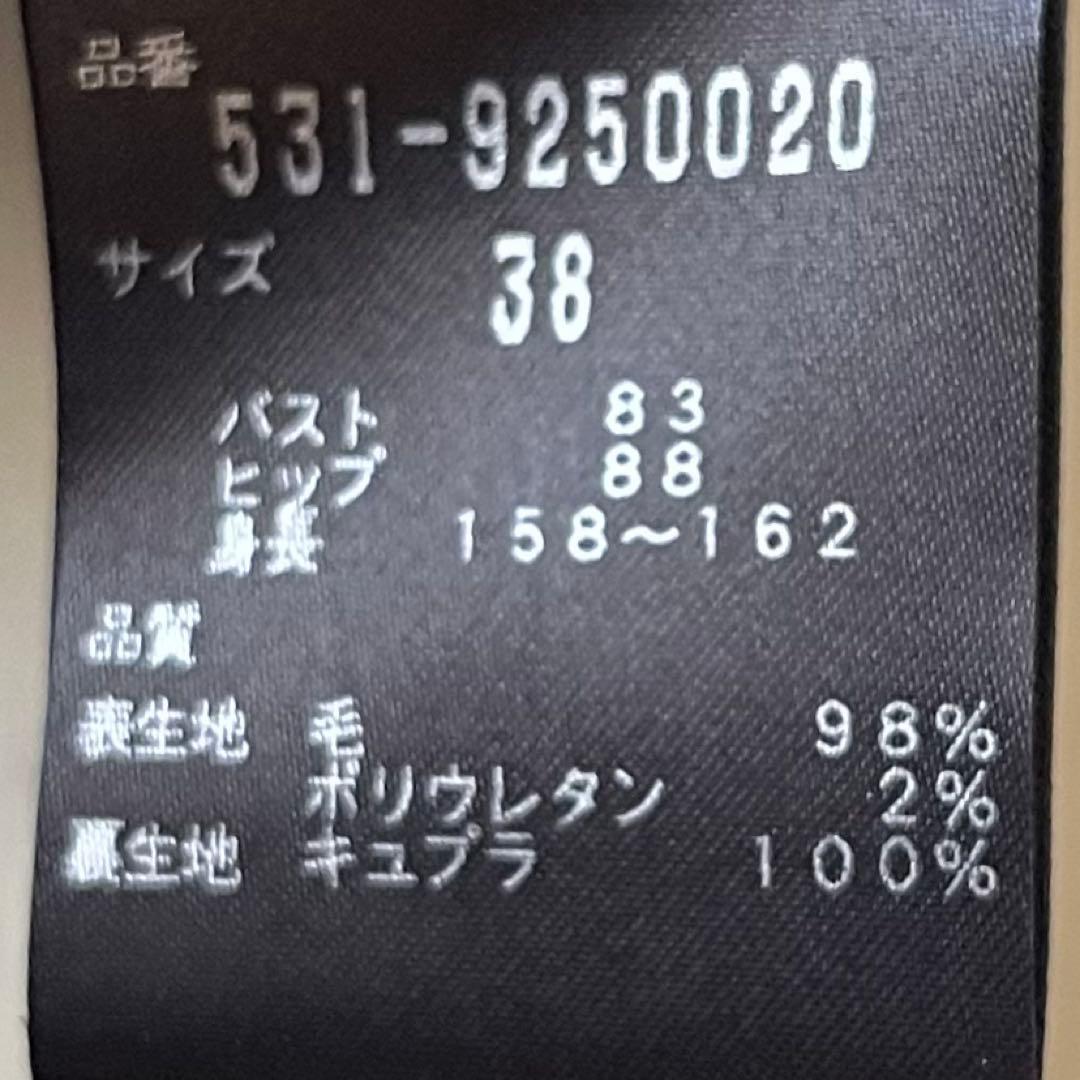 品番
531-9250020
サイズ 38
バスト 83
ヒップ 88
身長 158～162
品質
表生地 毛 98%
ポリウレタン 2%
裏生地 キュプラ 100%